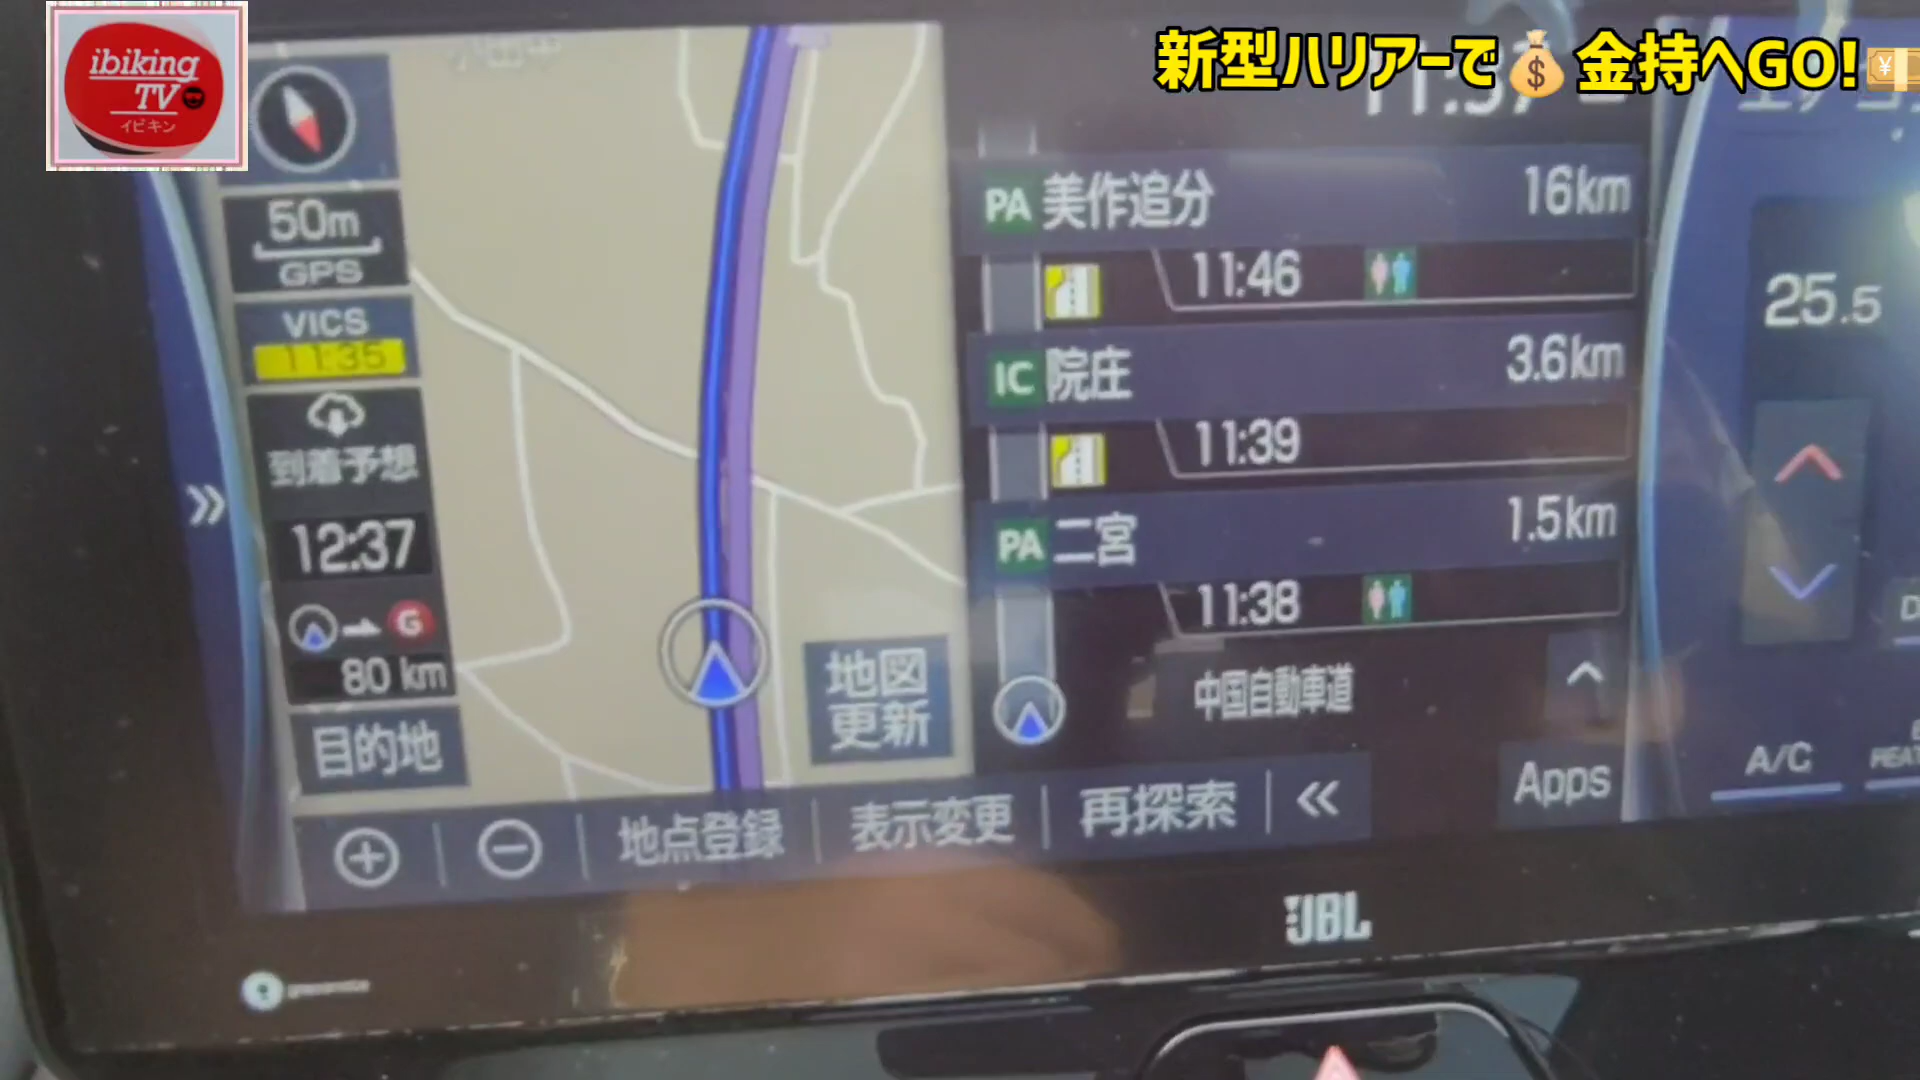 ibiking
TV
イビキン
新型ハリアーで💰金持へGO!
11:37
50m
GPS
VICS
11:35
到着予想
12:37
G
80 km
目的地
地図
更新
PA 美作追分 16km
11:46
IC 院庄 3.6km
11:39
PA 二宮 1.5km
11:38
中国自動車道
地点登録
表示変更
再探索
Apps
25.5
A/C
JBL